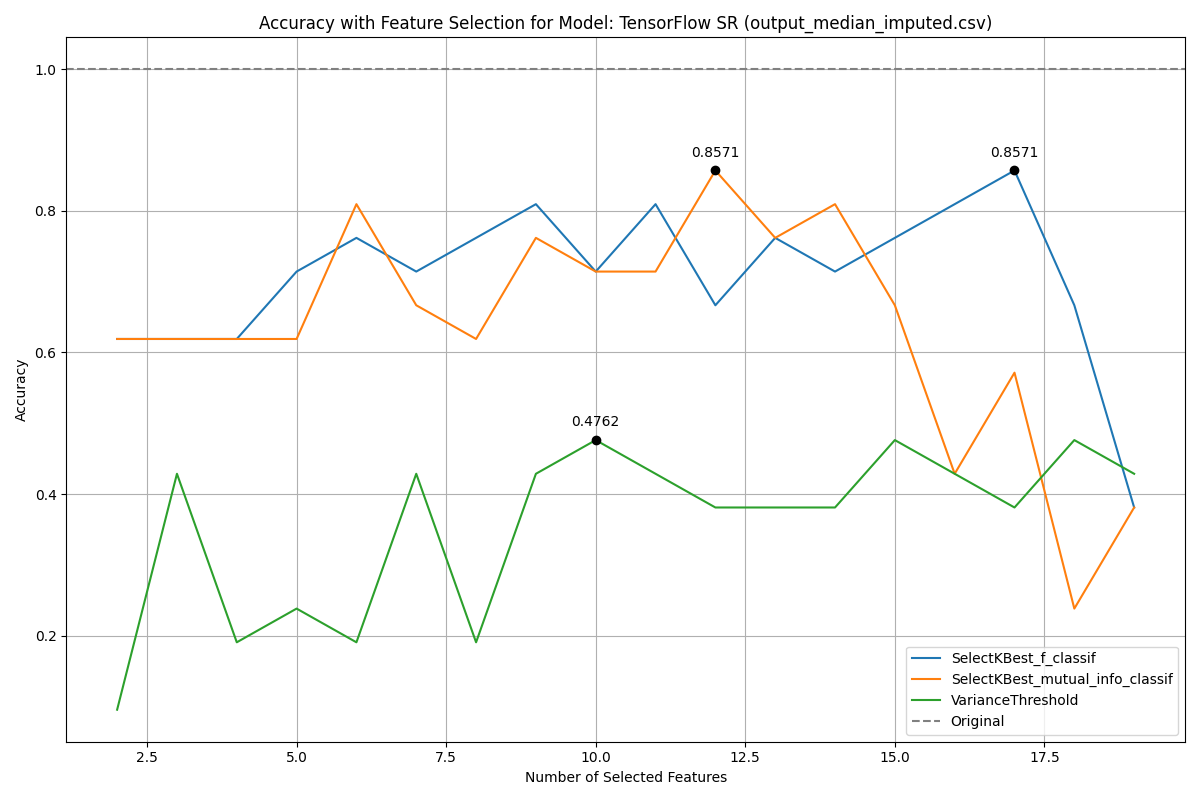 Accuracy with Feature Selection for Model: TensorFlow SR (output_median_imputed.csv)
1.0
0.8
0.6
0.4
0.2
Accuracy
0.8571
0.8571
0.4762
SelectKBest_f_classif
SelectKBest_mutual_info_classif
VarianceThreshold
Original
2.5 5.0 7.5 10.0 12.5 15.0 17.5
Number of Selected Features